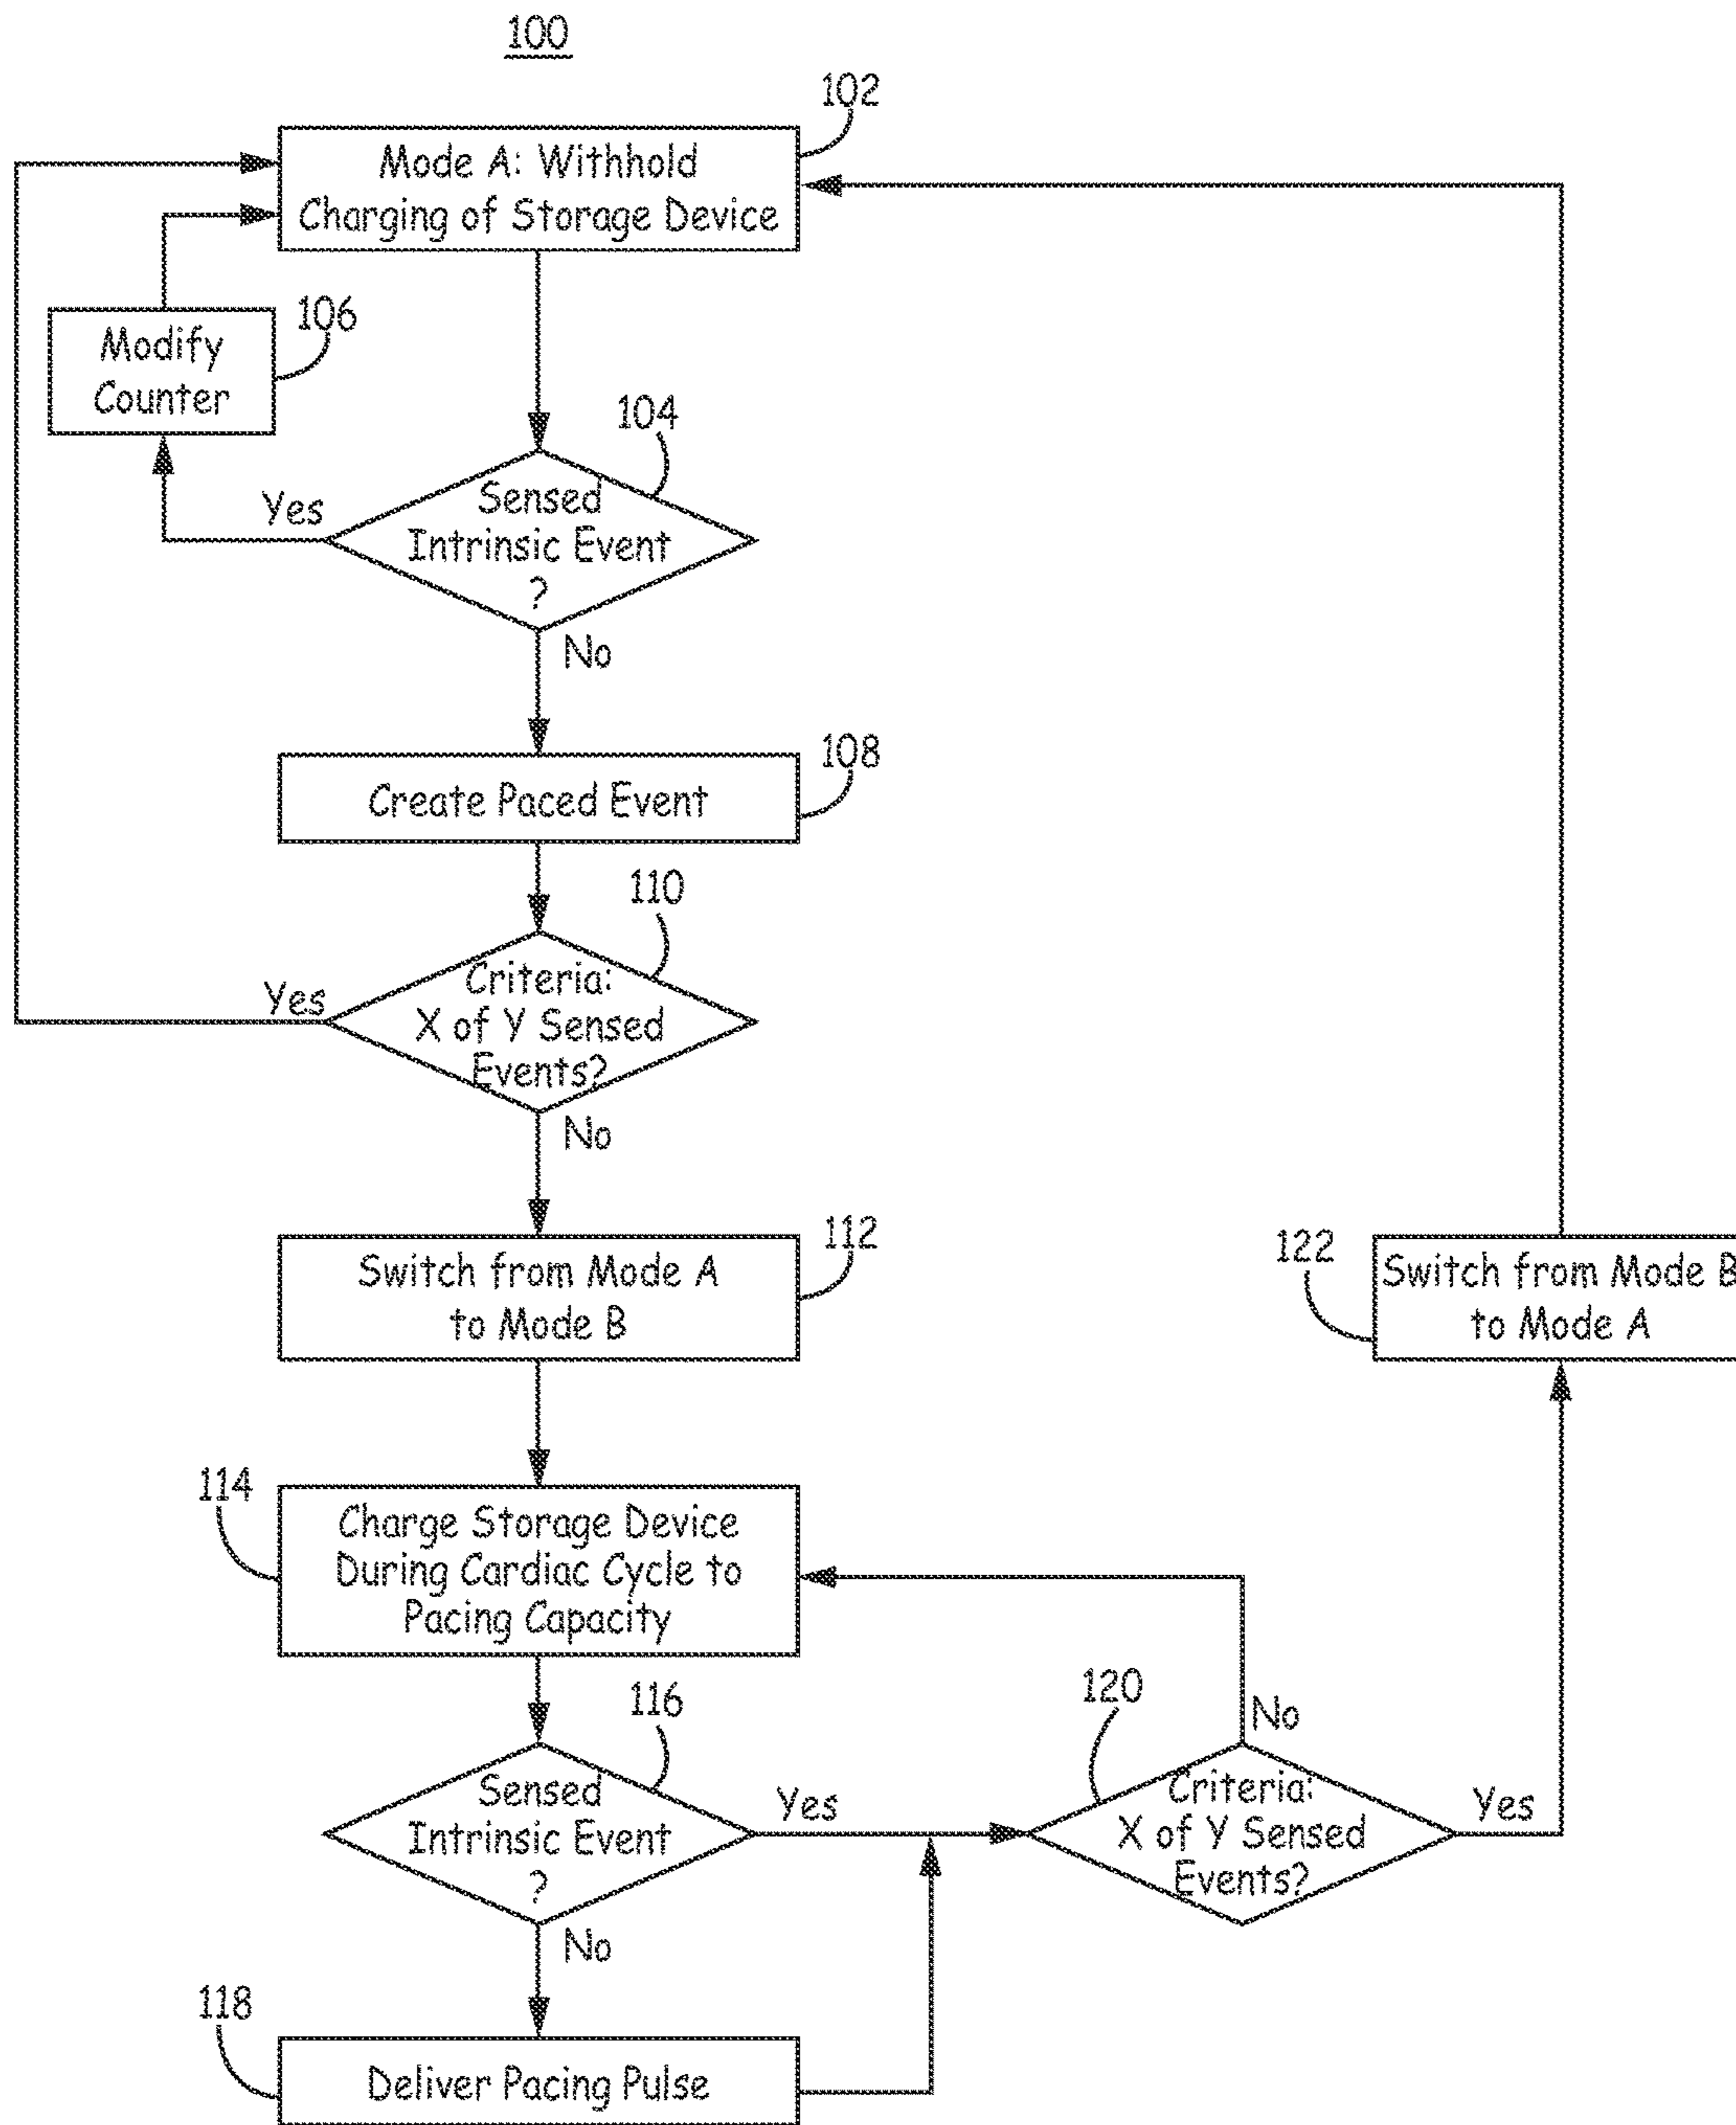 100
102
Mode A: Withhold
Charging of Storage Device
106
Modify
Counter
104
Yes
Sensed
Intrinsic Event
?
No
108
Create Paced Event
110
Yes
Criteria:
X of Y Sensed
Events?
No
112
Switch from Mode A
to Mode B
122
Switch from Mode B
to Mode A
114
Charge Storage Device
During Cardiac Cycle to
Pacing Capacity
116
Sensed
Intrinsic Event
?
Yes
No
120
No
Criteria:
X of Y Sensed
Events?
Yes
118
Deliver Pacing Pulse